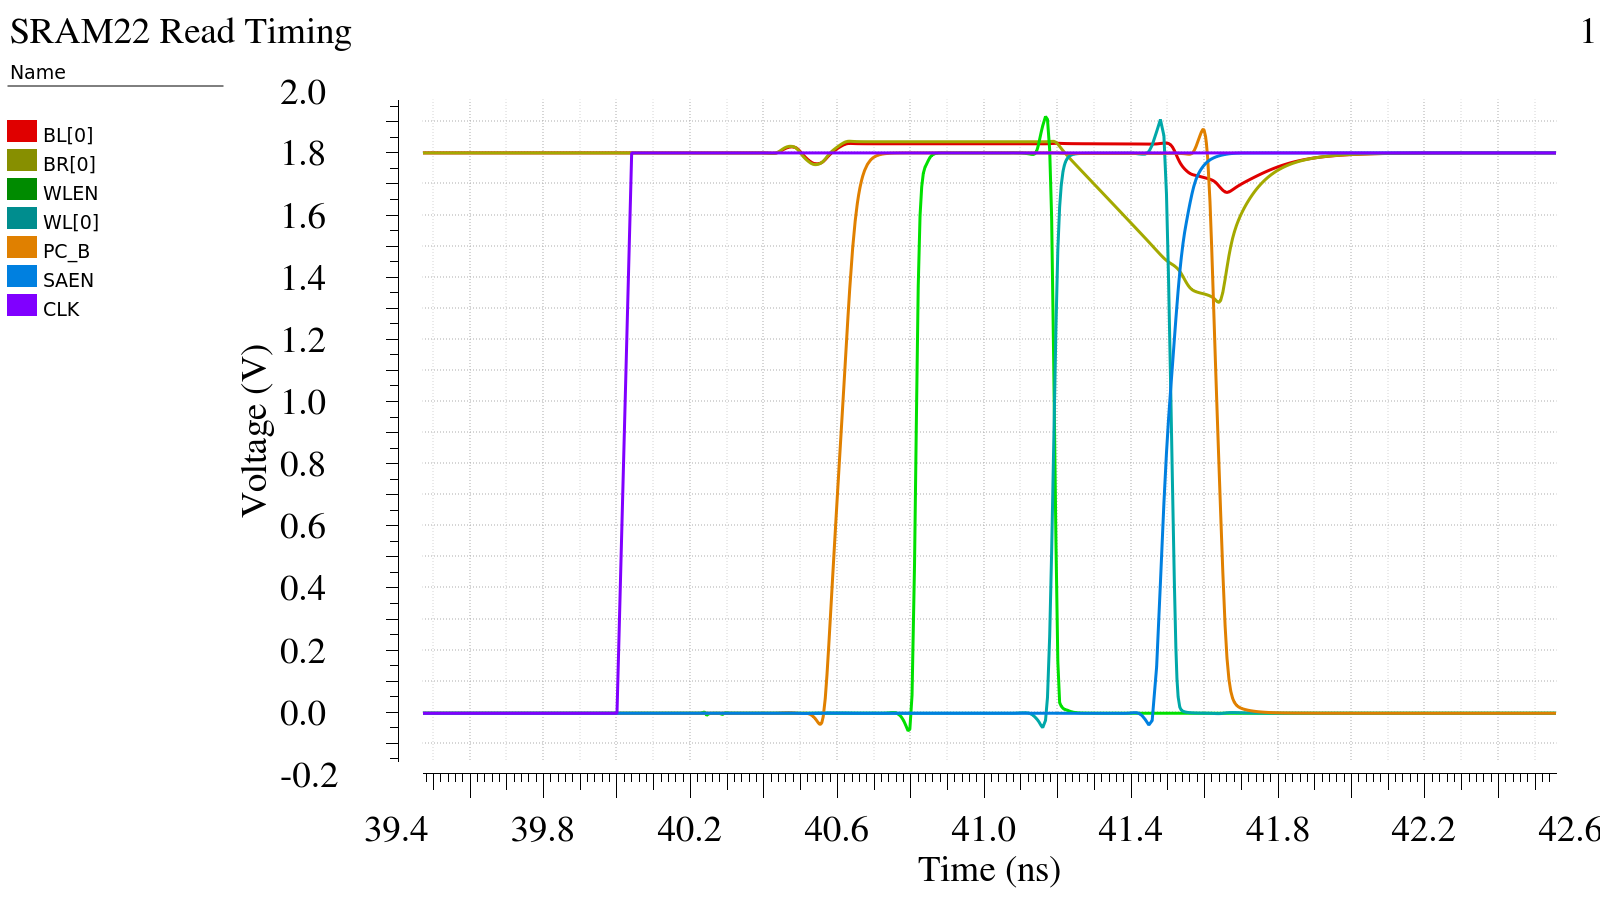 SRAM22 Read Timing
1
Name
BL[0]
BR[0]
WLEN
WL[0]
PC_B
SAEN
CLK
Voltage (V)
2.0
1.8
1.6
1.4
1.2
1.0
0.8
0.6
0.4
0.2
0.0
-0.2
39.4 39.8 40.2 40.6 41.0 41.4 41.8 42.2 42.6
Time (ns)